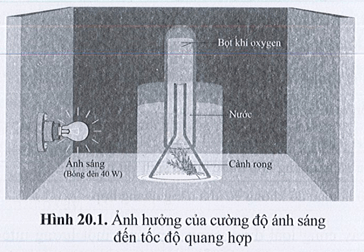 Bọt khí oxygen
Nước
Ánh sáng
(Bóng đèn 40 W)
Cành rong
Hình 20.1. Ảnh hưởng của cường độ ánh sáng
đến tốc độ quang hợp